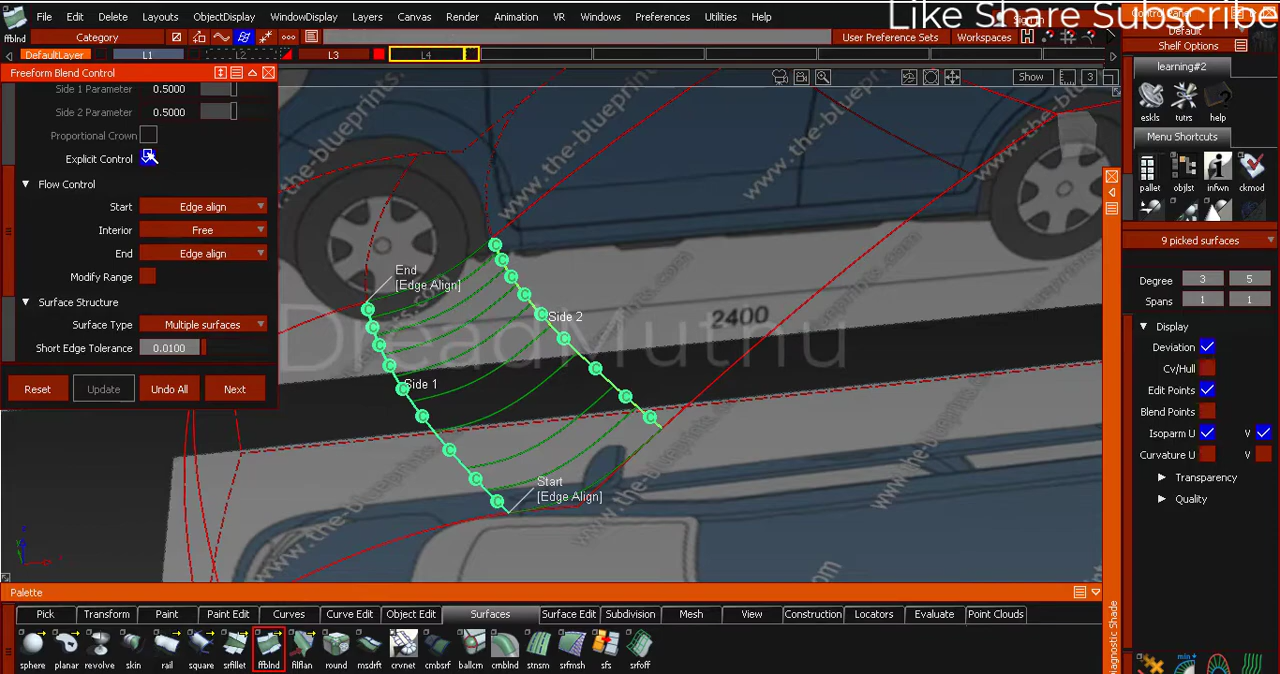 File Edit Delete Layouts ObjectDisplay WindowDisplay Layers Canvas Render Animation VR Windows Preferences Utilities Help
Like Share Subscribe
ffblnd
Category
User Preference Sets
Workspaces
Default
Shelf Options
DefaultLayer
L1
L2
L3
L4
Freeform Blend Control
Side 1 Parameter 0.5000
Side 2 Parameter 0.5000
Proportional Crown
Explicit Control
Flow Control
Start Edge align
Interior Free
End Edge align
Modify Range
Surface Structure
Surface Type Multiple surfaces
Short Edge Tolerance 0.0100
Reset Update Undo All Next
Show
3
www.the-blueprints.com
End
[Edge Align]
Side 2
Side 1
2400
DreadMuthu
Start
[Edge Align]
learning#2
eskls tutrs help
Menu Shortcuts
pallet objlst infwn ckmod
9 picked surfaces
Degree 3 5
Spans 1 1
Display
Deviation
Cv/Hull
Edit Points
Blend Points
Isoparm U V
Curvature U V
Transparency
Quality
Diagnostic Shade
Palette
Pick Transform Paint Paint Edit Curves Curve Edit Object Edit Surfaces Surface Edit Subdivision Mesh View Construction Locators Evaluate Point Clouds
sphere planar revolve skin rail square srfillet ffblnd filflan round msdrft crvnet cmbsrf ballcrn cmblnd stnsm srfmsh sfs srfoff